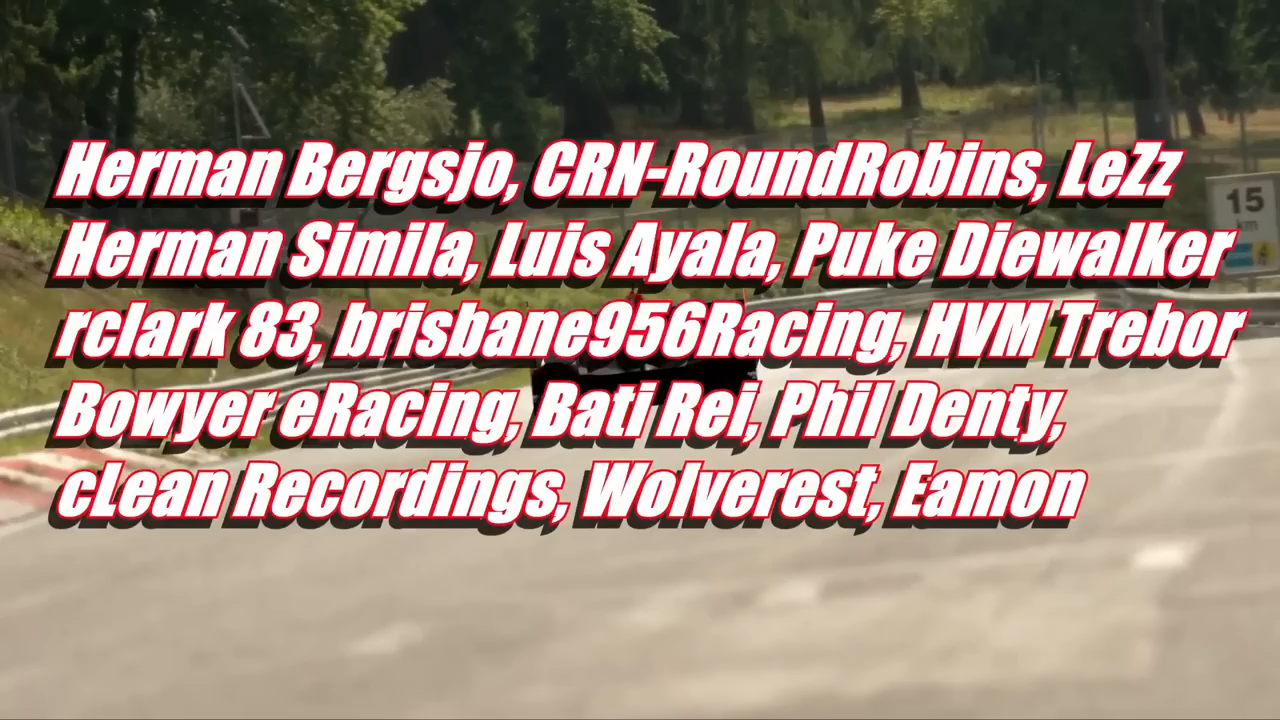 Herman Bergsjo, CRN-RoundRobins, LeZz
Herman Simila, Luis Ayala, Puke Diewalker
rclark 83, brisbane956Racing, HVM Trebor
Bowyer eRacing, Bati Rei, Phil Denty,
cLean Recordings, Wolverest, Eamon
15
km